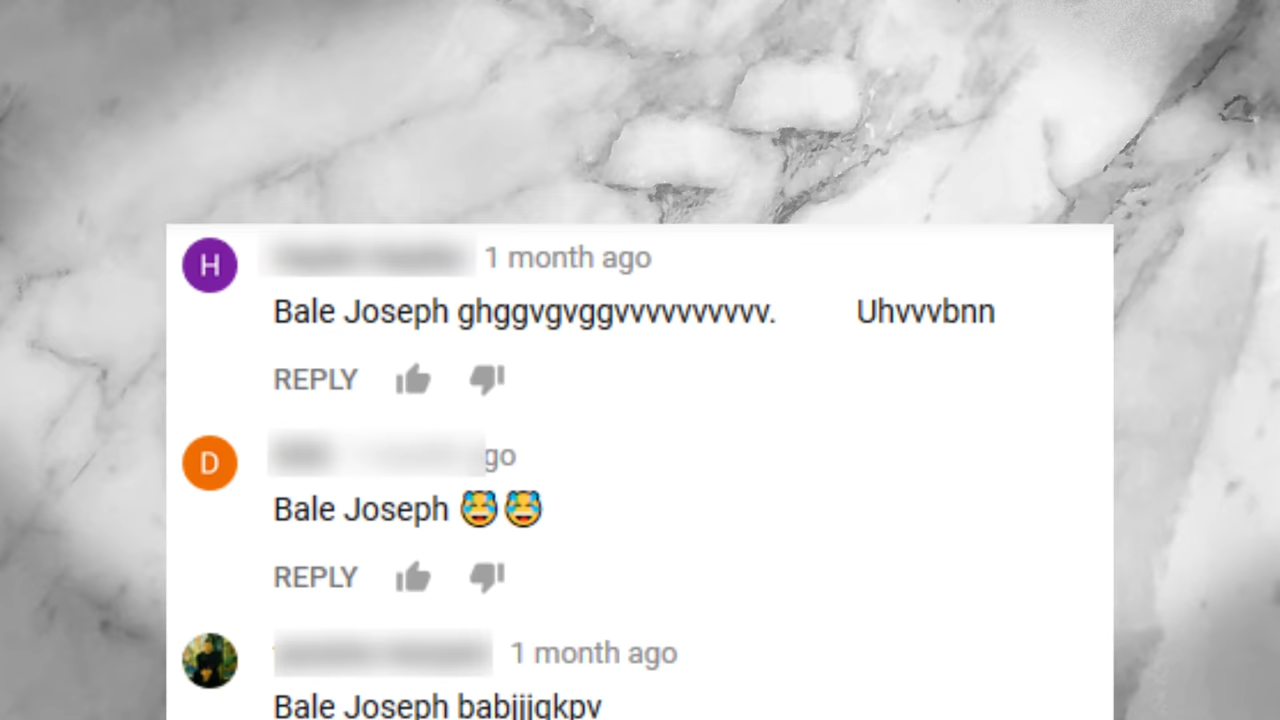 H 1 month ago
Bale Joseph ghggvgvggvvvvvvvvvv. Uhvvvbnn
REPLY
D go
Bale Joseph 😂😂
REPLY
1 month ago
Bale Joseph babjjjgkpv